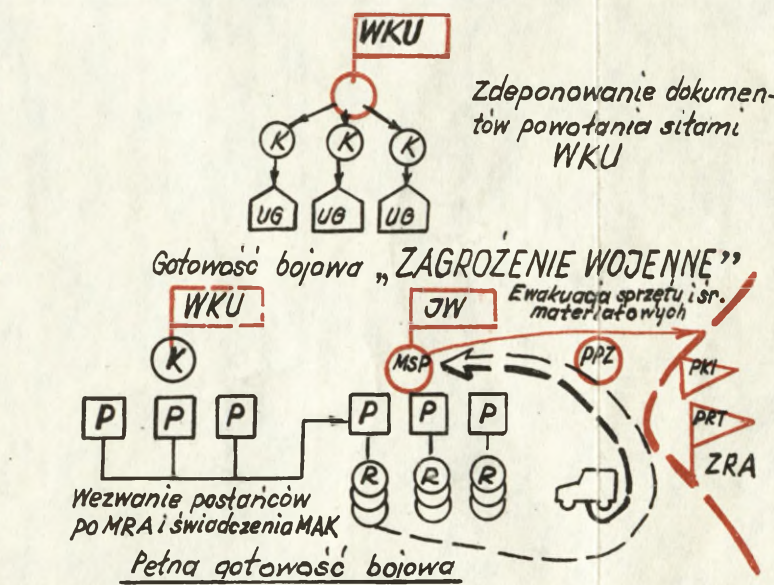 WKU
Zdeponowanie dokumen-
tów powołania siłami
WKU
K K K
UG UG UG
Gotowość bojowa „ZAGROŻENIE WOJENNE”
WKU
JW
Ewakuacja sprzętu i śr.
materiałowych
K
MSP
PPZ
PKI
P P P P P P
PRT
ZRA
R R R
Wezwanie posłańców
po MRA i świadczenia MAK
Pełna gotowość bojowa